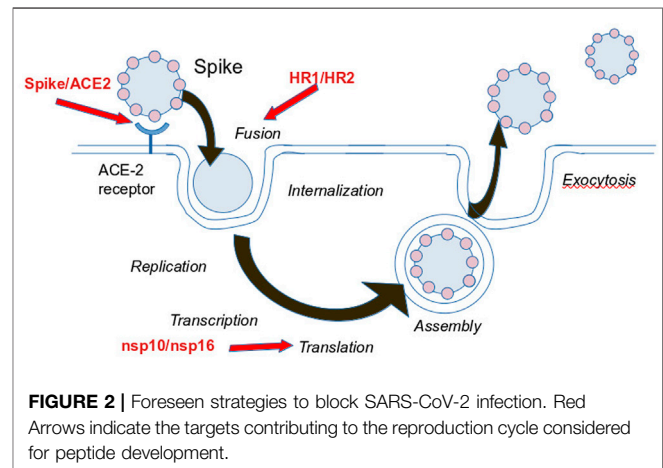 Spike
HR1/HR2
Spike/ACE2
Fusion
ACE-2
receptor
Internalization
Exocytosis
Replication
Transcription
Assembly
nsp10/nsp16
Translation
FIGURE 2 | Foreseen strategies to block SARS-CoV-2 infection. Red
Arrows indicate the targets contributing to the reproduction cycle considered
for peptide development.